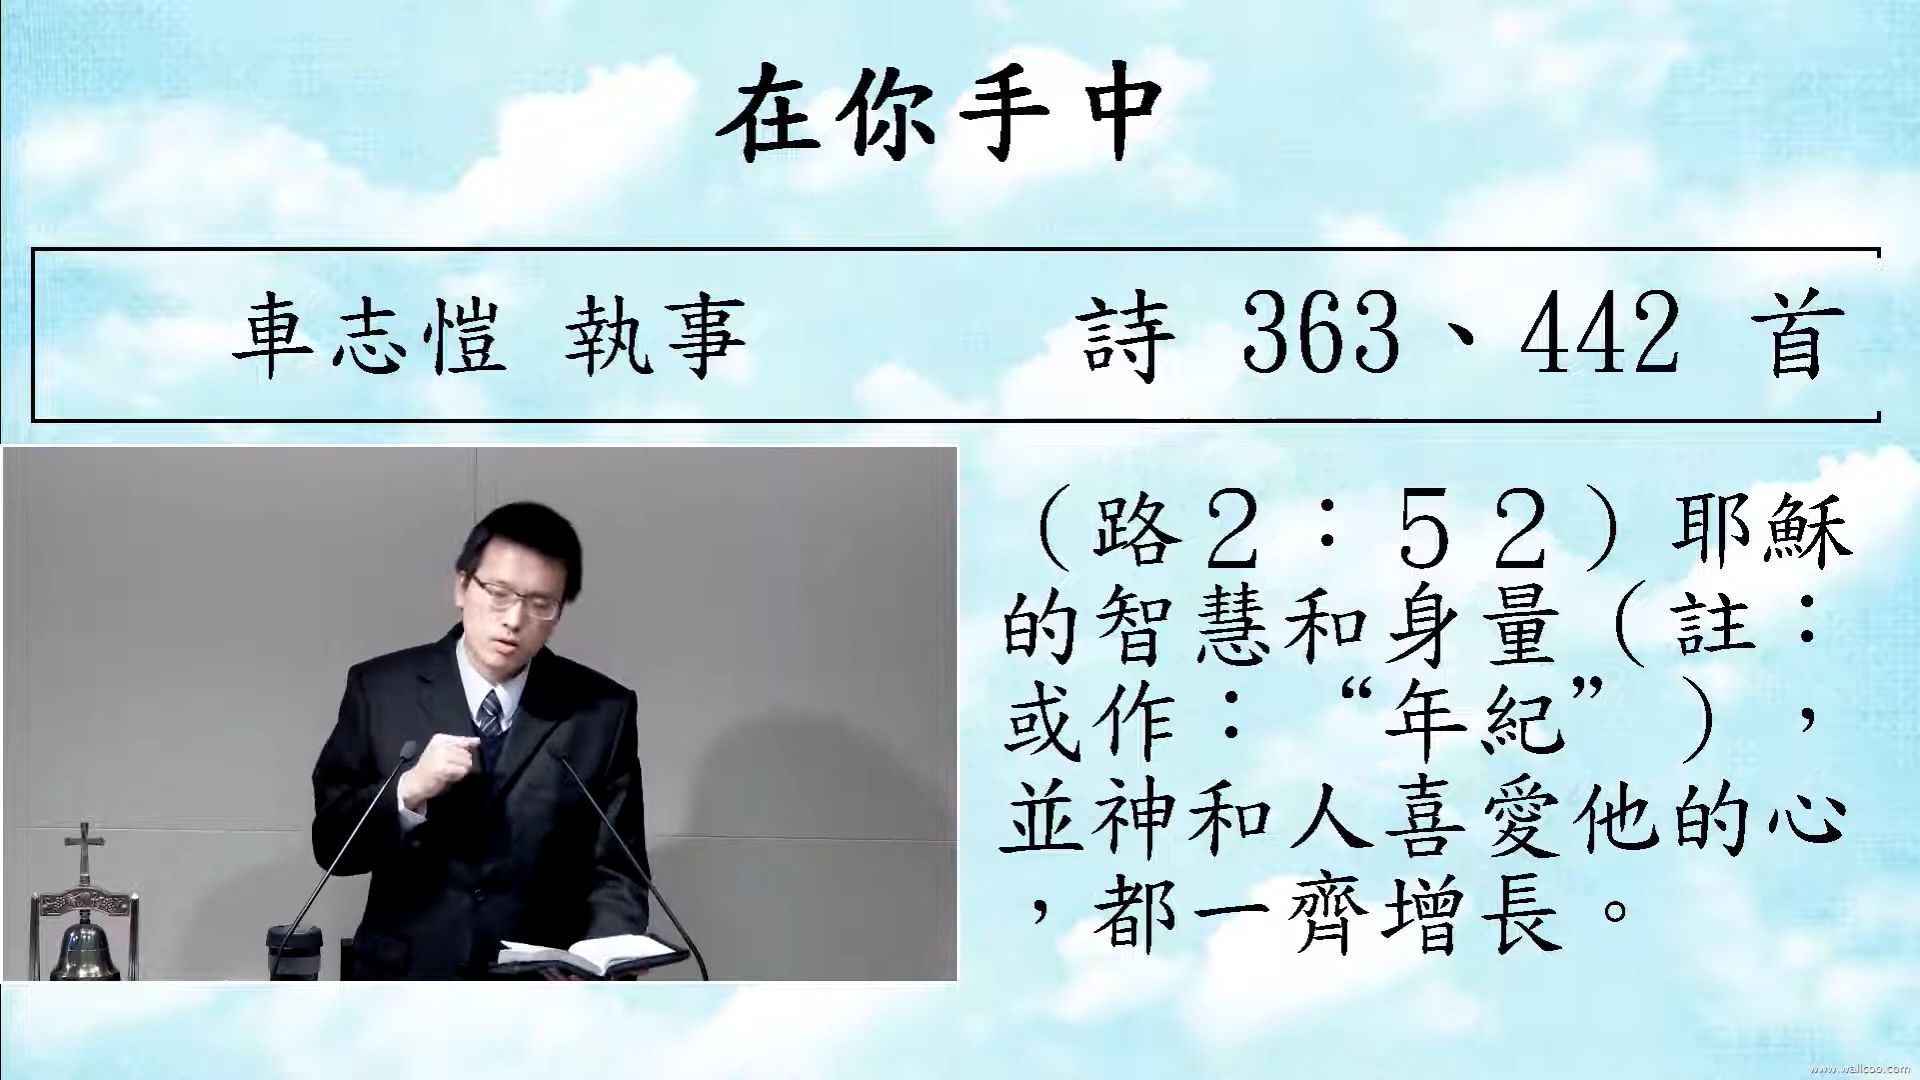 在你手中
車志愷 執事 詩 363、442 首
（路２：５２）耶穌
的智慧和身量（註：
或作：“年紀”），
並神和人喜愛他的心
，都一齊增長。
www.wallcoo.com